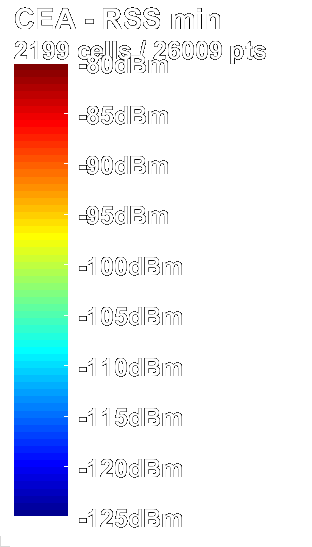 CEA - RSS min
2199 cells / 26009 pts
-80dBm
-85dBm
-90dBm
-95dBm
-100dBm
-105dBm
-110dBm
-115dBm
-120dBm
-125dBm